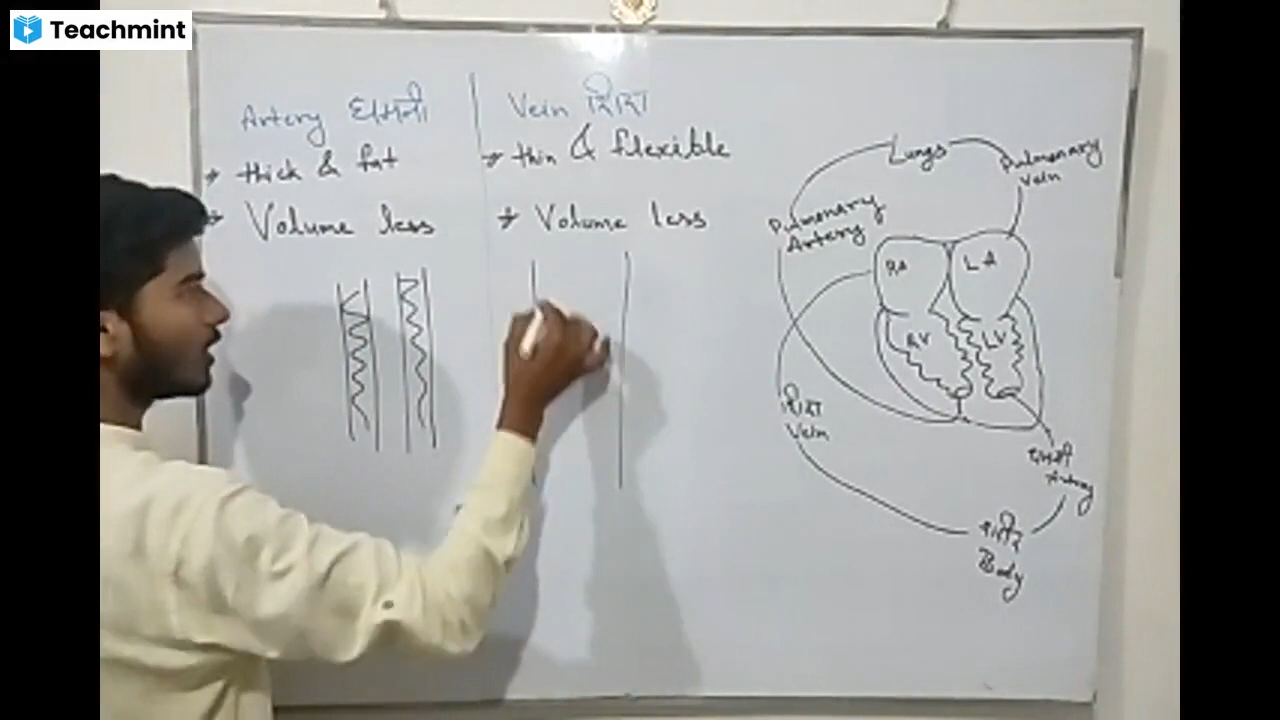 Teachmint
Artery धमनी
* thick & fat
* Volume less
Vein शिरा
* thin & flexible
* Volume less
Lungs
Pulmonary
Vein
Pulmonary
Artery
RA
LA
RV
LV
शिरा
Vein
धमनी
Artery
शरीर
Body